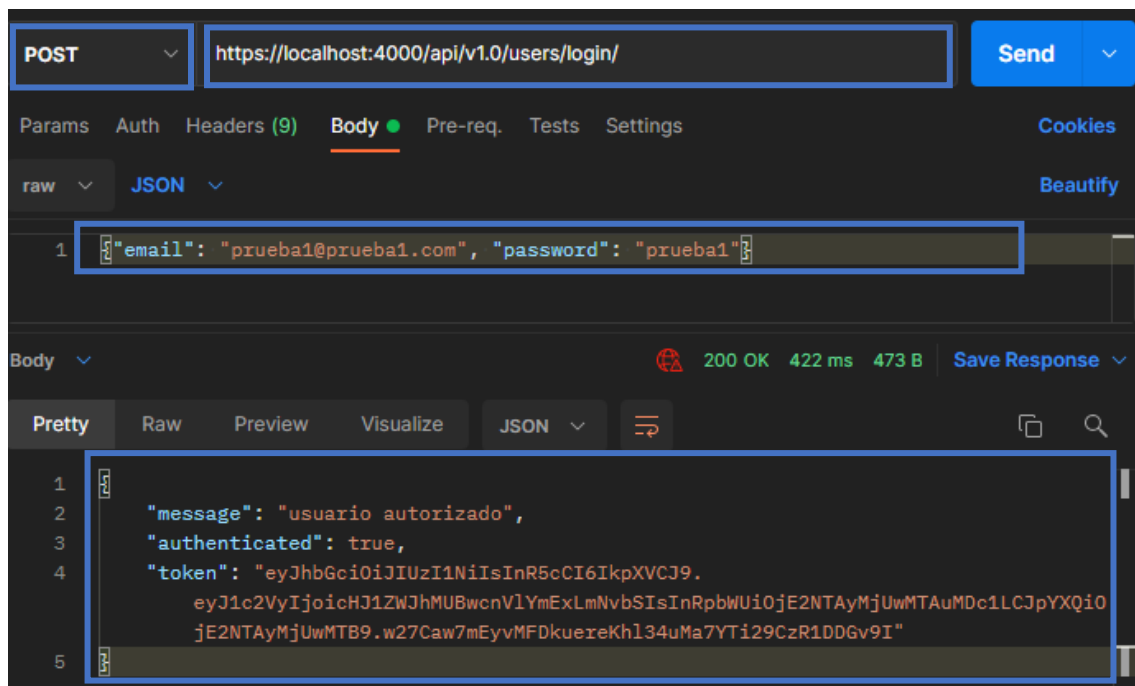 POST
https://localhost:4000/api/v1.0/users/login/
Send
Params Auth Headers (9) Body Pre-req. Tests Settings Cookies
raw JSON Beautify
1 {"email": "prueba1@prueba1.com", "password": "prueba1"}
Body 200 OK 422 ms 473 B Save Response
Pretty Raw Preview Visualize JSON
1 {
2 "message": "usuario autorizado",
3 "authenticated": true,
4 "token": "eyJhbGciOiJIUzI1NiIsInR5cCI6IkpXVCJ9.
eyJ1c2VyIjoicHJ1ZWJhMUBwcnVlYmExLmNvbSIsInRpbWUiOjE2NTAyMjUwMTAuMDc1LCJpYXQiO
jE2NTAyMjUwMTB9.w27Caw7mEyvMFDkuereKhl34uMa7YTi29CzR1DDGv9I"
5 }